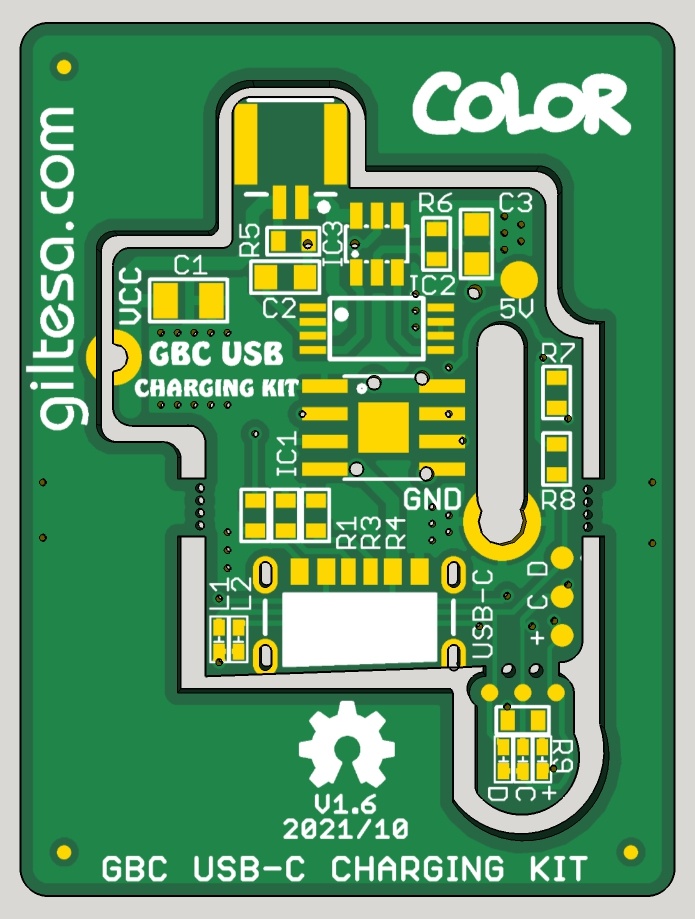 COLOR
giltesa.com
R6
C3
R5
IC3
C1
VCC
IC2
C2
5V
GBC USB
CHARGING KIT
R7
IC1
GND
R8
R1
R3
R4
L1
L2
USB-C
D
C
+
R9
D
C
+
V1.6
2021/10
GBC USB-C CHARGING KIT